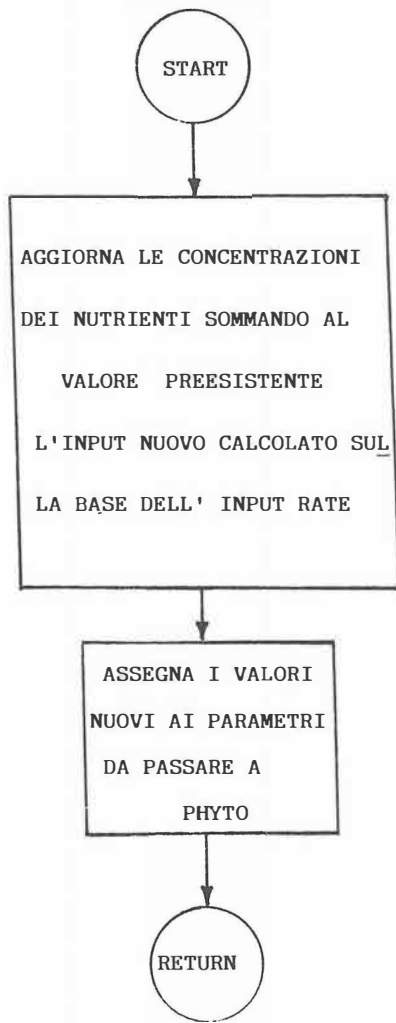 START
AGGIORNA LE CONCENTRAZIONI
DEI NUTRIENTI SOMMANDO AL
VALORE PREESISTENTE
L'INPUT NUOVO CALCOLATO SUL
LA BASE DELL' INPUT RATE
ASSEGNA I VALORI
NUOVI AI PARAMETRI
DA PASSARE A
PHYTO
RETURN